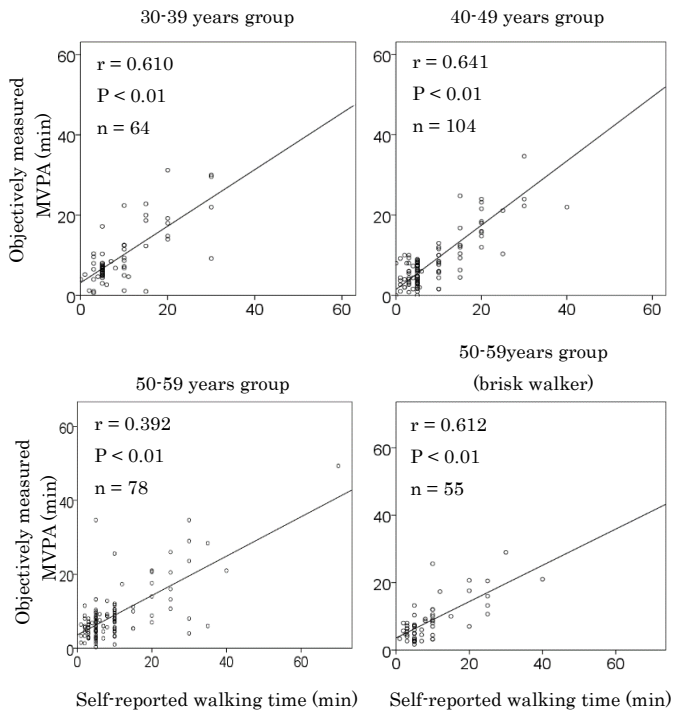 30-39 years group
40-49 years group
r = 0.610
P < 0.01
n = 64
r = 0.641
P < 0.01
n = 104
Objectively measured
MVPA (min)
60
40
20
0
0 20 40 60
60
40
20
0
0 20 40 60
50-59 years group
50-59years group
(brisk walker)
r = 0.392
P < 0.01
n = 78
r = 0.612
P < 0.01
n = 55
Objectively measured
MVPA (min)
60
40
20
0
0 20 40 60
60
40
20
0
0 20 40 60
Self-reported walking time (min)
Self-reported walking time (min)